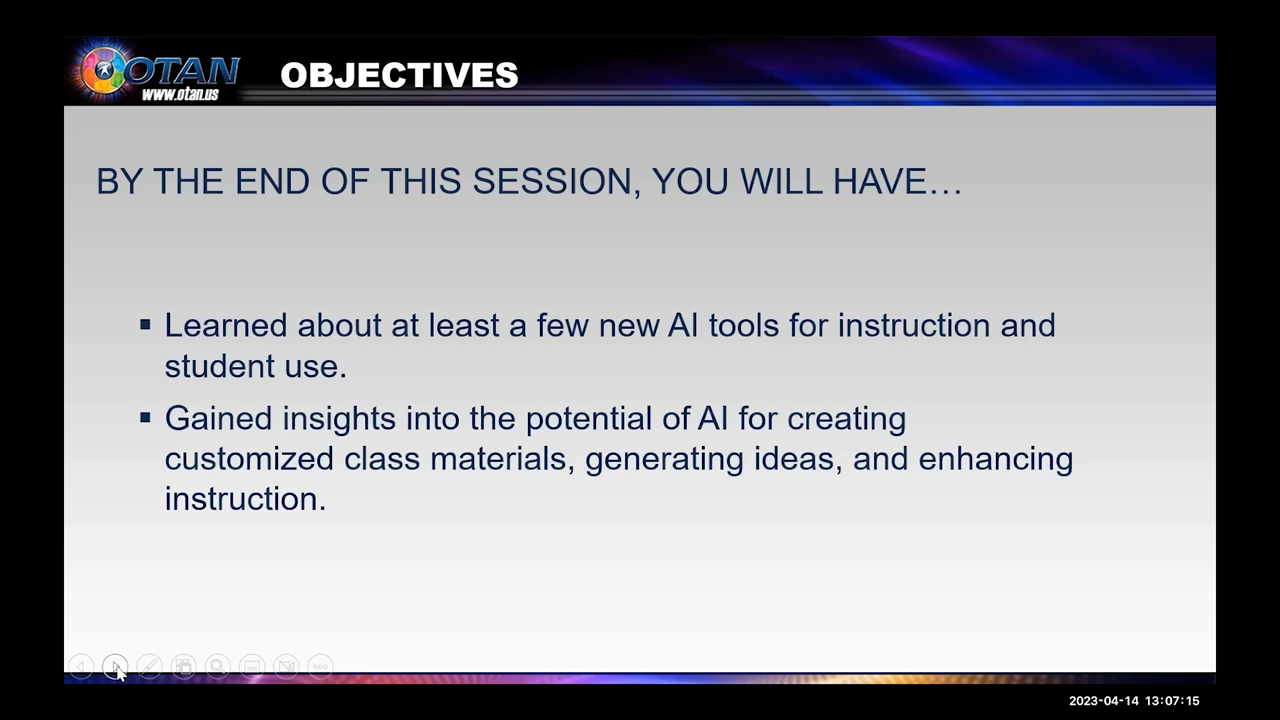 OTAN
www.otan.us
OBJECTIVES
BY THE END OF THIS SESSION, YOU WILL HAVE…
▪ Learned about at least a few new AI tools for instruction and
student use.
▪ Gained insights into the potential of AI for creating
customized class materials, generating ideas, and enhancing
instruction.
2023-04-14 13:07:15